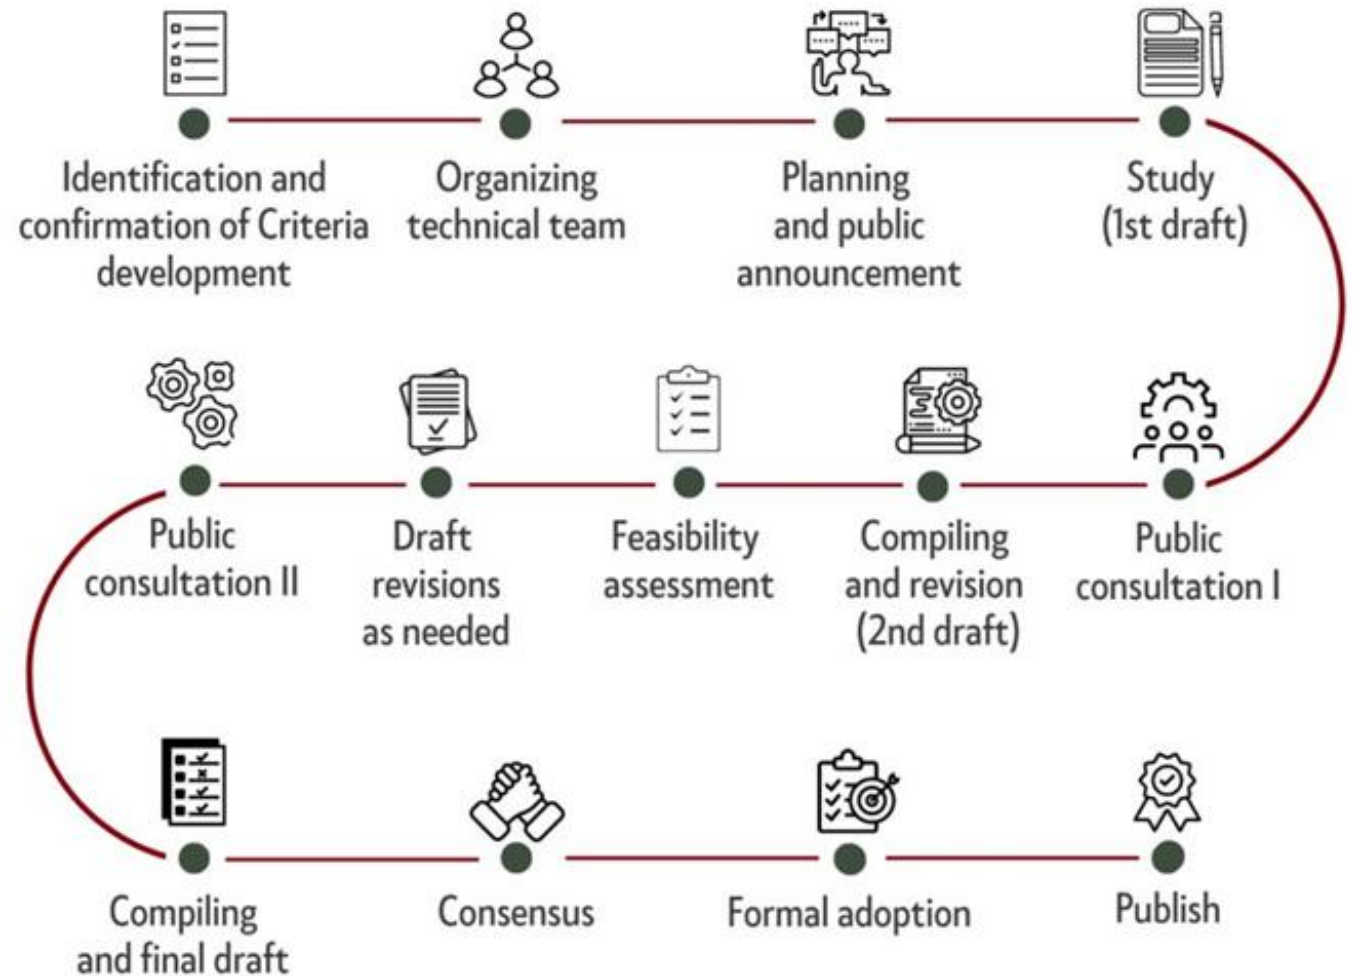 Identification and
confirmation of Criteria
development
Organizing
technical team
Planning
and public
announcement
Study
(1st draft)
Public
consultation I
Compiling
and revision
(2nd draft)
Feasibility
assessment
Draft
revisions
as needed
Public
consultation II
Compiling
and final draft
Consensus
Formal adoption
Publish